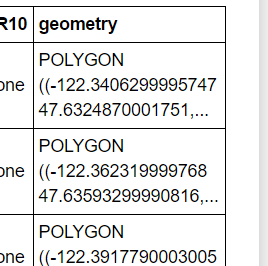 R10 geometry
POLYGON
one ((-122.3406299995747
47.6324870001751,...
POLYGON
one ((-122.362319999768
47.63593299990816,...
POLYGON
one ((-122.3917790003005